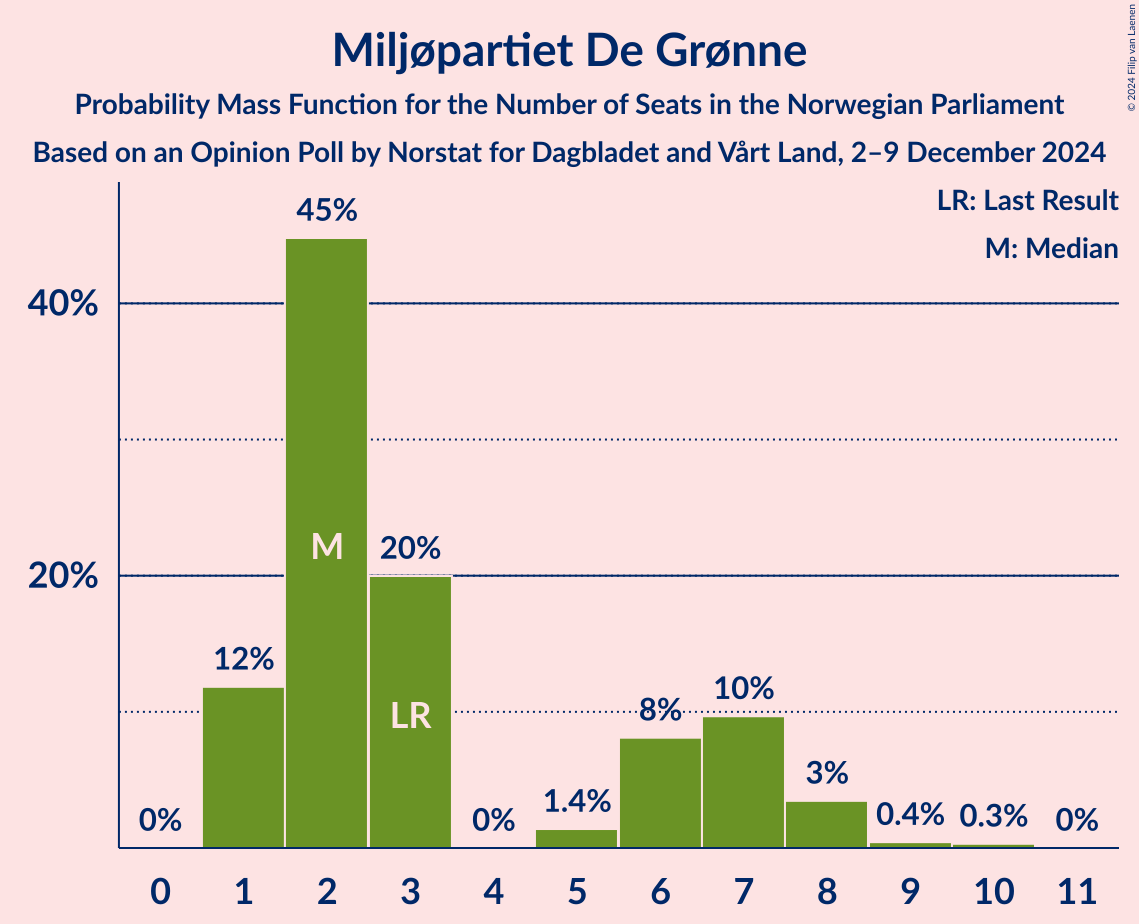 Miljøpartiet De Grønne
Probability Mass Function for the Number of Seats in the Norwegian Parliament
Based on an Opinion Poll by Norstat for Dagbladet and Vårt Land, 2–9 December 2024
© 2024 Filip van Laenen
LR: Last Result
M: Median
40%
20%
0%
12%
45%
20%
0%
1.4%
8%
10%
3%
0.4%
0.3%
0%
M
LR
0 1 2 3 4 5 6 7 8 9 10 11